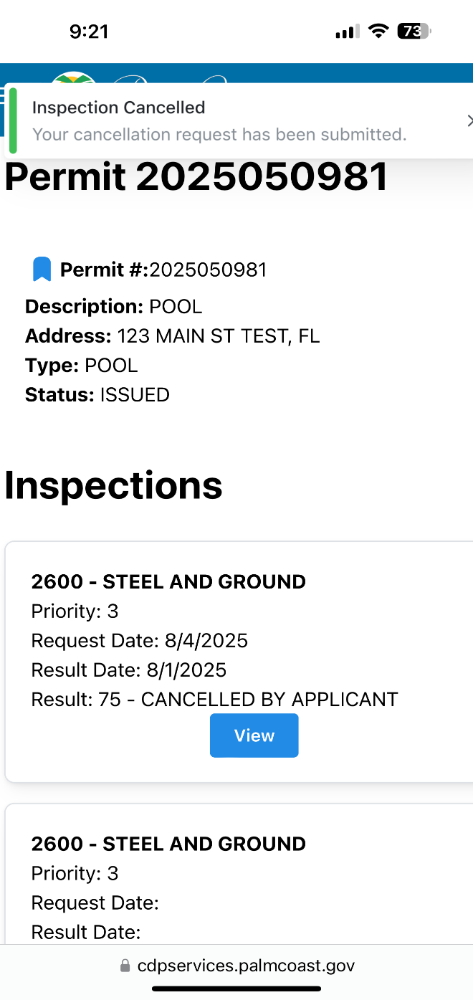 9:21
73
Inspection Cancelled
Your cancellation request has been submitted.
Permit 2025050981
Permit #:2025050981
Description: POOL
Address: 123 MAIN ST TEST, FL
Type: POOL
Status: ISSUED
Inspections
2600 - STEEL AND GROUND
Priority: 3
Request Date: 8/4/2025
Result Date: 8/1/2025
Result: 75 - CANCELLED BY APPLICANT
View
2600 - STEEL AND GROUND
Priority: 3
Request Date:
Result Date:
cdpservices.palmcoast.gov